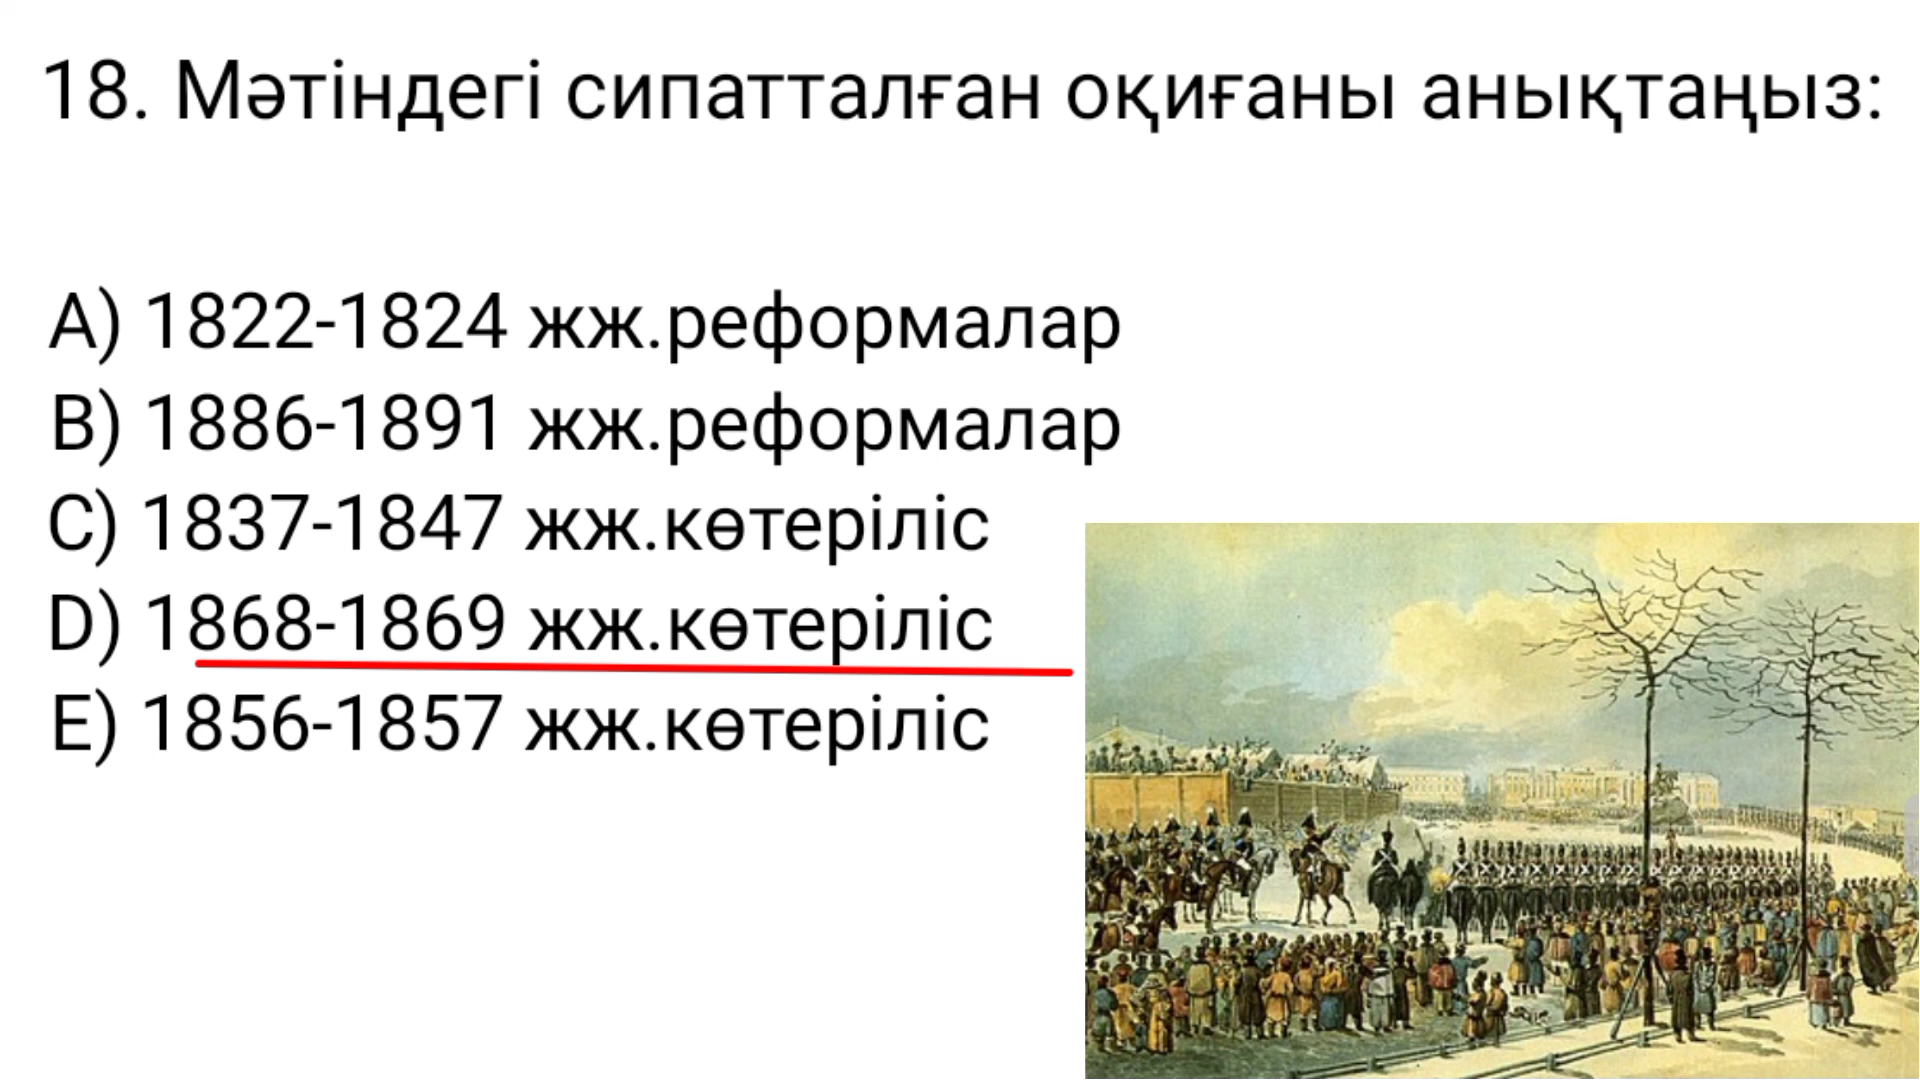 18. Мәтіндегі сипатталған оқиғаны анықтаңыз:
A) 1822-1824 жж.реформалар
B) 1886-1891 жж.реформалар
C) 1837-1847 жж.көтеріліс
D) 1868-1869 жж.көтеріліс
E) 1856-1857 жж.көтеріліс